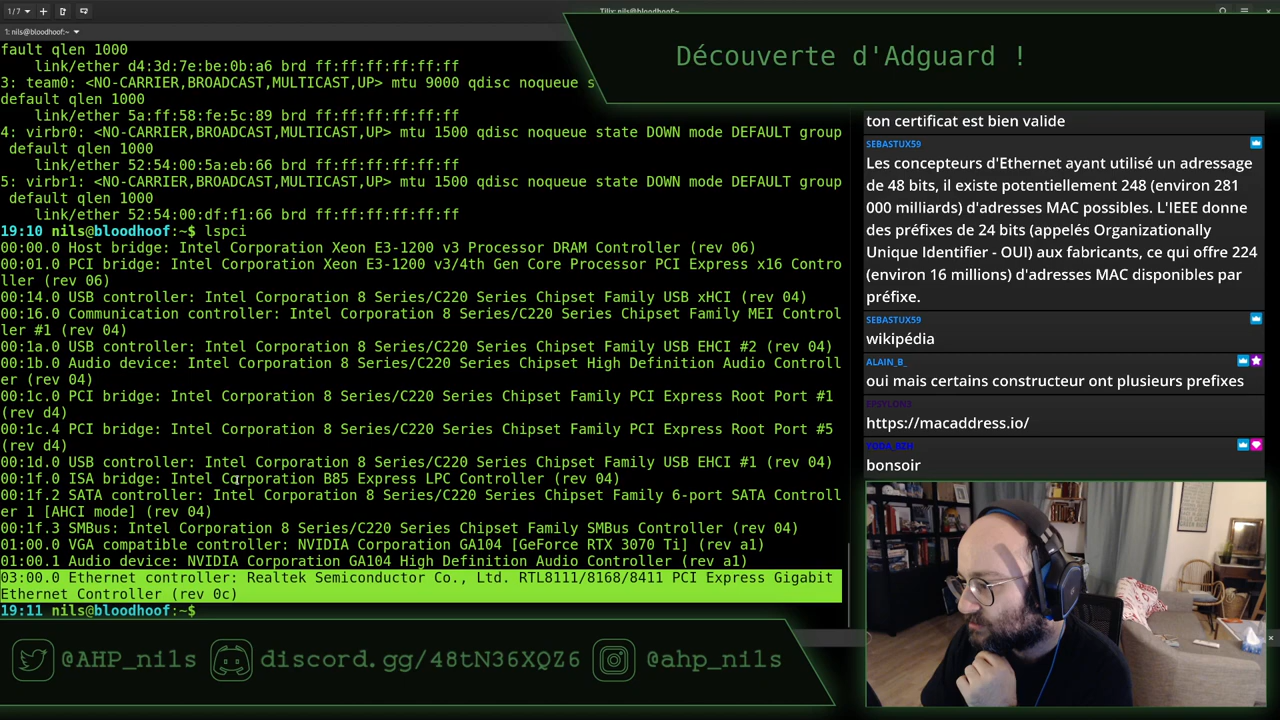 1/7
Tilix: nils@bloodhoof:~
1: nils@bloodhoof:~
Découverte d'Adguard !
fault qlen 1000
    link/ether d4:3d:7e:be:0b:a6 brd ff:ff:ff:ff:ff:ff
3: team0: <NO-CARRIER,BROADCAST,MULTICAST,UP> mtu 9000 qdisc noqueue s
default qlen 1000
    link/ether 5a:ff:58:fe:5c:89 brd ff:ff:ff:ff:ff:ff
4: virbr0: <NO-CARRIER,BROADCAST,MULTICAST,UP> mtu 1500 qdisc noqueue state DOWN mode DEFAULT group
 default qlen 1000
    link/ether 52:54:00:5a:eb:66 brd ff:ff:ff:ff:ff:ff
5: virbr1: <NO-CARRIER,BROADCAST,MULTICAST,UP> mtu 1500 qdisc noqueue state DOWN mode DEFAULT group
 default qlen 1000
    link/ether 52:54:00:df:f1:66 brd ff:ff:ff:ff:ff:ff
19:10 nils@bloodhoof:~$ lspci
00:00.0 Host bridge: Intel Corporation Xeon E3-1200 v3 Processor DRAM Controller (rev 06)
00:01.0 PCI bridge: Intel Corporation Xeon E3-1200 v3/4th Gen Core Processor PCI Express x16 Contro
ller (rev 06)
00:14.0 USB controller: Intel Corporation 8 Series/C220 Series Chipset Family USB xHCI (rev 04)
00:16.0 Communication controller: Intel Corporation 8 Series/C220 Series Chipset Family MEI Control
ler #1 (rev 04)
00:1a.0 USB controller: Intel Corporation 8 Series/C220 Series Chipset Family USB EHCI #2 (rev 04)
00:1b.0 Audio device: Intel Corporation 8 Series/C220 Series Chipset High Definition Audio Controll
er (rev 04)
00:1c.0 PCI bridge: Intel Corporation 8 Series/C220 Series Chipset Family PCI Express Root Port #1
(rev d4)
00:1c.4 PCI bridge: Intel Corporation 8 Series/C220 Series Chipset Family PCI Express Root Port #5
(rev d4)
00:1d.0 USB controller: Intel Corporation 8 Series/C220 Series Chipset Family USB EHCI #1 (rev 04)
00:1f.0 ISA bridge: Intel Corporation B85 Express LPC Controller (rev 04)
00:1f.2 SATA controller: Intel Corporation 8 Series/C220 Series Chipset Family 6-port SATA Controll
er 1 [AHCI mode] (rev 04)
00:1f.3 SMBus: Intel Corporation 8 Series/C220 Series Chipset Family SMBus Controller (rev 04)
01:00.0 VGA compatible controller: NVIDIA Corporation GA104 [GeForce RTX 3070 Ti] (rev a1)
01:00.1 Audio device: NVIDIA Corporation GA104 High Definition Audio Controller (rev a1)
03:00.0 Ethernet controller: Realtek Semiconductor Co., Ltd. RTL8111/8168/8411 PCI Express Gigabit
Ethernet Controller (rev 0c)
19:11 nils@bloodhoof:~$
ton certificat est bien valide
SEBASTUX59
Les concepteurs d'Ethernet ayant utilisé un adressage
de 48 bits, il existe potentiellement 248 (environ 281
000 milliards) d'adresses MAC possibles. L'IEEE donne
des préfixes de 24 bits (appelés Organizationally
Unique Identifier - OUI) aux fabricants, ce qui offre 224
(environ 16 millions) d'adresses MAC disponibles par
préfixe.
SEBASTUX59
wikipédia
ALAIN_B_
oui mais certains constructeur ont plusieurs prefixes
EPSYLON3
https://macaddress.io/
YODA_BZH
bonsoir
@AHP_nils
discord.gg/48tN36XQZ6
@ahp_nils